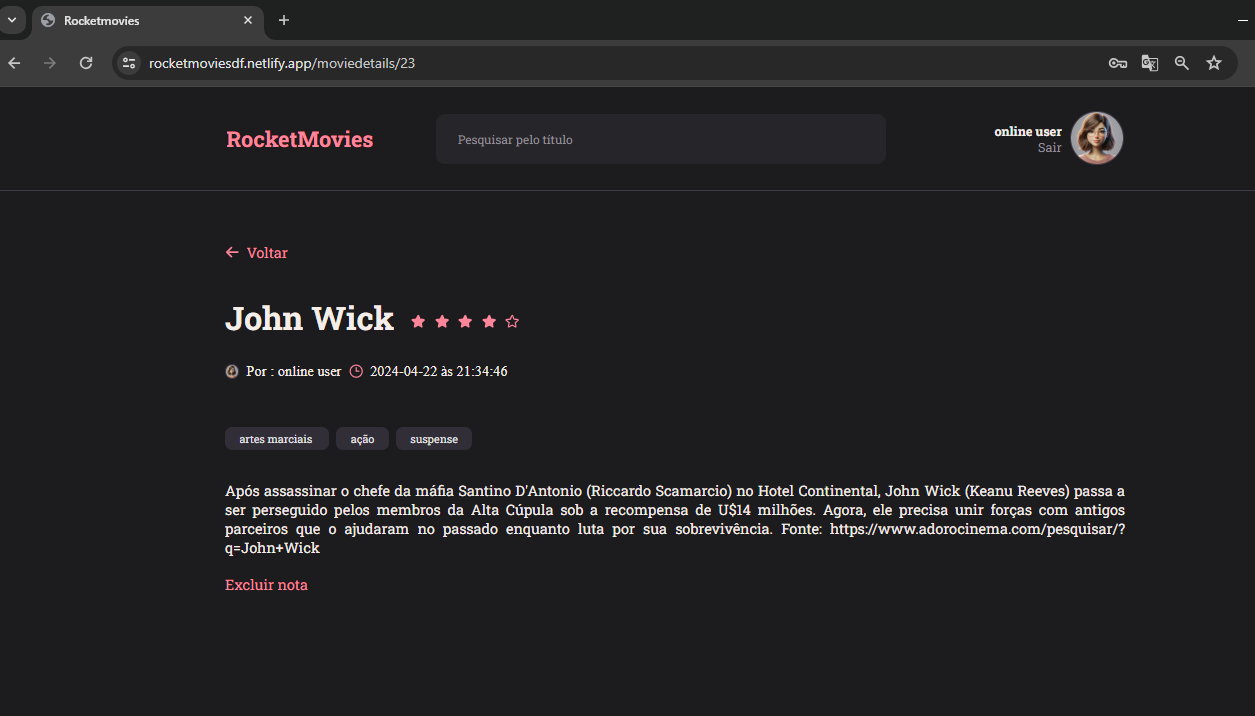 Rocketmovies
rocketmoviesdf.netlify.app/moviedetails/23
RocketMovies
Pesquisar pelo título
online user
Sair
Voltar
John Wick
Por : online user 2024-04-22 às 21:34:46
artes marciais ação suspense
Após assassinar o chefe da máfia Santino D'Antonio (Riccardo Scamarcio) no Hotel Continental, John Wick (Keanu Reeves) passa a
ser perseguido pelos membros da Alta Cúpula sob a recompensa de U$14 milhões. Agora, ele precisa unir forças com antigos
parceiros que o ajudaram no passado enquanto luta por sua sobrevivência. Fonte: https://www.adorocinema.com/pesquisar/?
q=John+Wick
Excluir nota